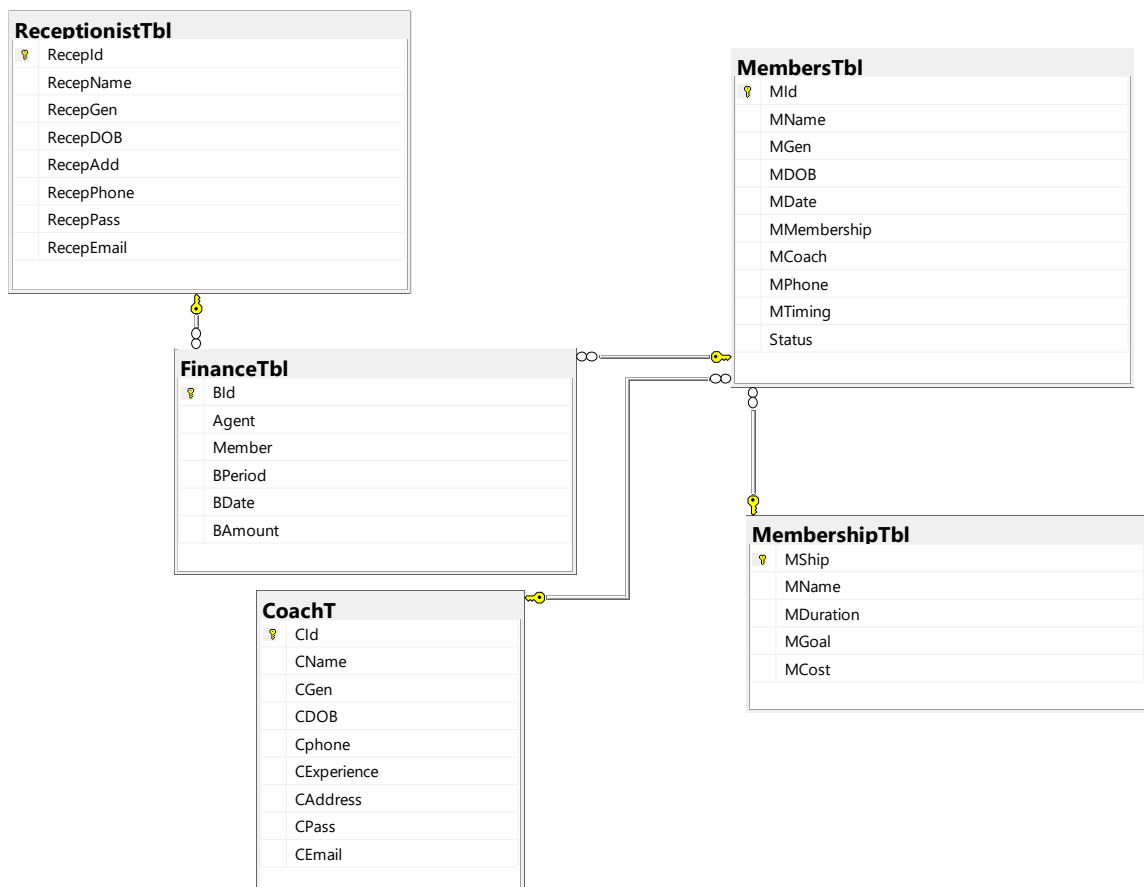 ReceptionistTbl
RecepId
RecepName
RecepGen
RecepDOB
RecepAdd
RecepPhone
RecepPass
RecepEmail
MembersTbl
MId
MName
MGen
MDOB
MDate
MMembership
MCoach
MPhone
MTiming
Status
FinanceTbl
BId
Agent
Member
BPeriod
BDate
BAmount
MembershipTbl
MShip
MName
MDuration
MGoal
MCost
CoachT
CId
CName
CGen
CDOB
Cphone
CExperience
CAddress
CPass
CEmail